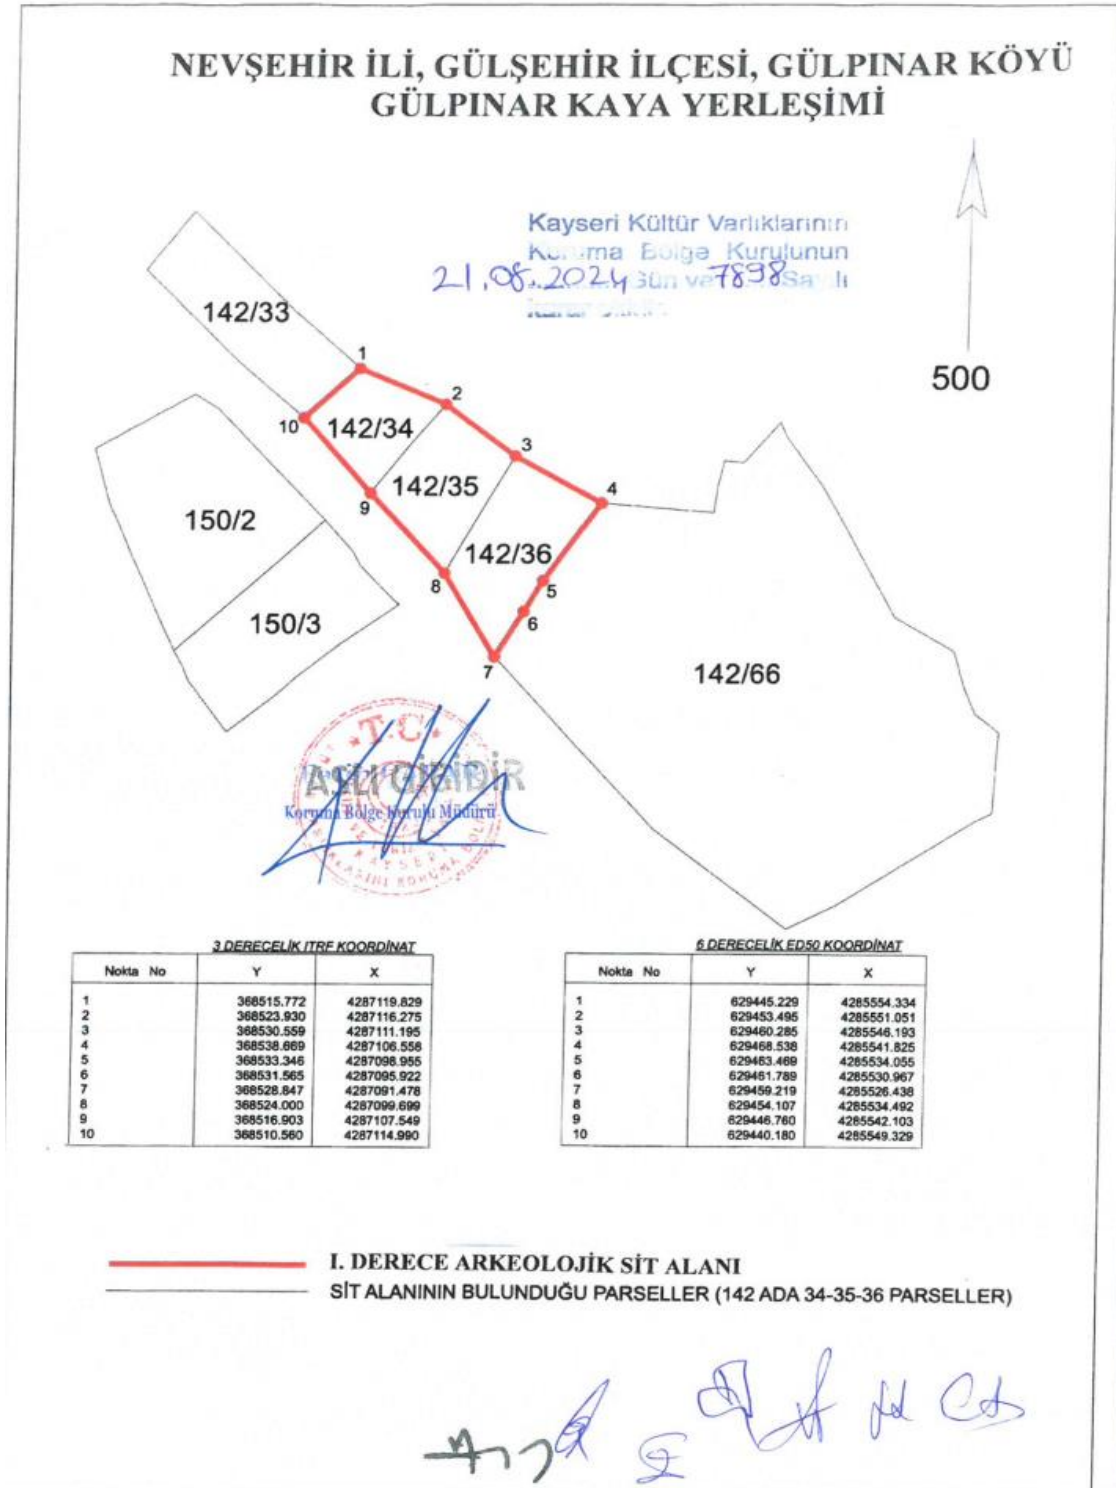 NEVŞEHİR İLİ, GÜLŞEHİR İLÇESİ, GÜLPINAR KÖYÜ
GÜLPINAR KAYA YERLEŞİMİ
Kayseri Kültür Varlıklarının
Koruma Bölge Kurulunun
21.08.2024 Gün ve 7898 Sayılı
500
142/33
1
2
10
142/34
3
142/35
4
9
150/2
142/36
8
5
6
150/3
7
142/66
T.C.
ASLI GİBİDİR
Koruma Bölge Kurulu Müdürü
KAYSERİ
3 DERECELİK ITRF KOORDİNAT
Nokta No Y X
1 368515.772 4287119.829
2 368523.930 4287116.275
3 368530.559 4287111.195
4 368538.669 4287106.558
5 368533.346 4287098.955
6 368531.565 4287095.922
7 368528.847 4287091.478
8 368524.000 4287099.699
9 368516.903 4287107.549
10 368510.560 4287114.990
6 DERECELİK ED50 KOORDİNAT
Nokta No Y X
1 629445.229 4285554.334
2 629453.495 4285551.051
3 629460.285 4285546.193
4 629468.538 4285541.825
5 629463.469 4285534.055
6 629461.789 4285530.967
7 629459.219 4285526.438
8 629454.107 4285534.492
9 629446.760 4285542.103
10 629440.180 4285549.329
I. DERECE ARKEOLOJİK SİT ALANI
SİT ALANININ BULUNDUĞU PARSELLER (142 ADA 34-35-36 PARSELLER)